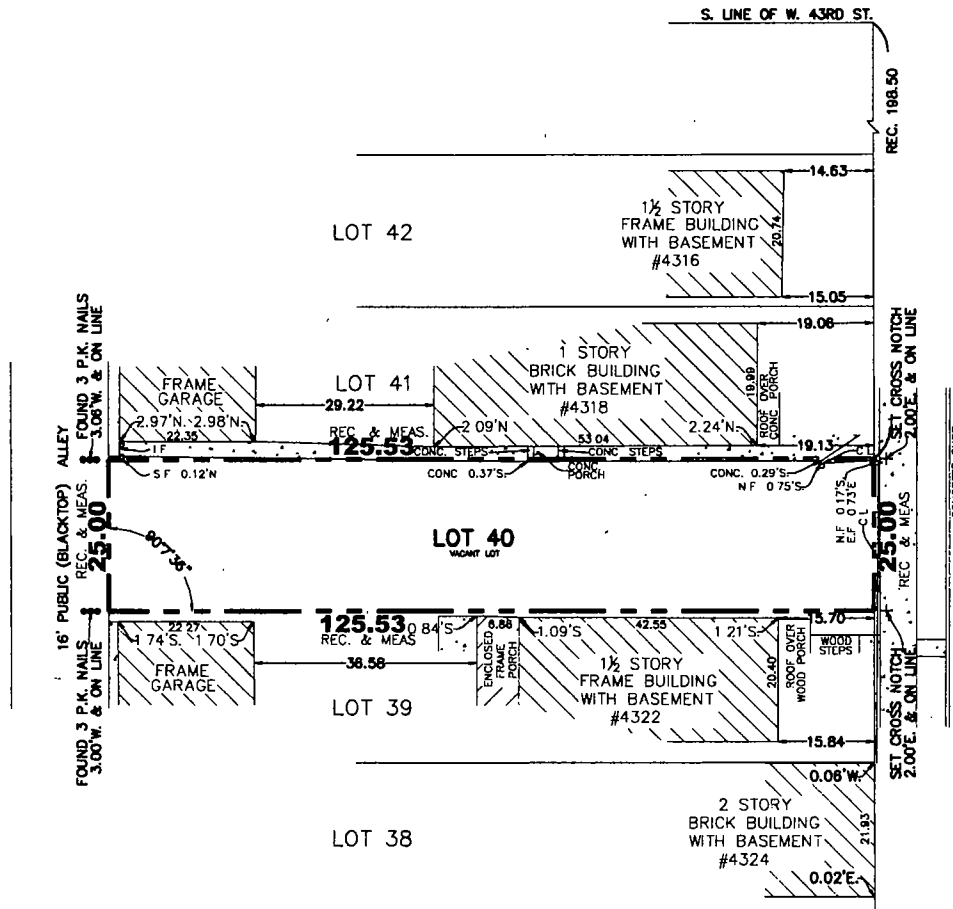 S. LINE OF W. 43RD ST.
REC. 198.50
14.63
LOT 42
1½ STORY
FRAME BUILDING
WITH BASEMENT
#4316
20.74
15.05
19.08
FOUND 3 P.K. NAILS
3.06'W. & ON LINE
SET CROSS NOTCH
2.00'E. & ON LINE
FRAME
GARAGE
LOT 41
29.22
1 STORY
BRICK BUILDING
WITH BASEMENT
#4318
19.99
ROOF OVER
CONC PORCH
2.97'N.
2.98'N
22.35
REC. & MEAS.
125.53
2 09'N
53 04
2.24'N
19.13
I F
CONC. STEPS
CONC STEPS
C L
S F 0.12'N
CONC 0.37'S.
CONC
PORCH
CONC. 0.29'S.
N F 0 75'S.
16' PUBLIC (BLACKTOP) ALLEY
REC. & MEAS.
25.00
90°7'36"
LOT 40
VACANT LOT
N.F 0.17'S.
E.F 0.73'E
C L
25.00
REC & MEAS
22.27
125.53
REC. & MEAS
0 84'S
6.88
1.09'S
42.55
1 21'S
15.70
1 74'S.
1.70'S
FRAME
GARAGE
36.58
ENCLOSED
FRAME
PORCH
1½ STORY
FRAME BUILDING
WITH BASEMENT
#4322
20.40
ROOF OVER
WOOD PORCH
WOOD
STEPS
LOT 39
15.84
FOUND 3 P.K. NAILS
3.00'W. & ON LINE
SET CROSS NOTCH
2.00'E. & ON LINE.
0.06'W.
LOT 38
2 STORY
BRICK BUILDING
WITH BASEMENT
#4324
21.93
0.02'E.